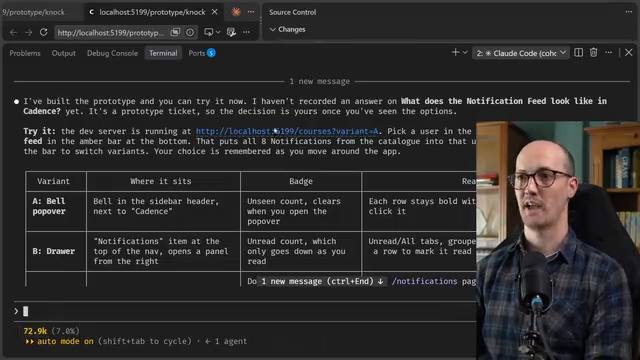 9/prototype/knock
localhost:5199/prototype/knock
Source Control
http://localhost:5199/prototype...
Changes
Problems
Output
Debug Console
Terminal
Ports 5
2: Claude Code (coho
1 new message
I've built the prototype and you can try it now. I haven't recorded an answer on What does the Notification Feed look like in
Cadence? yet. It's a prototype ticket, so the decision is yours once you've seen the options.
Try it: the dev server is running at http://localhost:5199/courses?variant=A. Pick a user in the
feed in the amber bar at the bottom. That puts all 8 Notifications from the catalogue into that u
the bar to switch variants. Your choice is remembered as you move around the app.
Variant
Where it sits
Badge
Rea
A: Bell
popover
Bell in the sidebar header,
next to "Cadence"
Unseen count, clears
when you open the
popover
Each row stays bold wit
click it
B: Drawer
"Notifications" item at the
top of the nav, opens a panel
from the right
Unread count, which
only goes down as you
read
Unread/All tabs, groupe
a row to mark it read
Do
1 new message (ctrl+End) ↓
/notifications pag
❯
72.9k (7.0%)
⏵⏵ auto mode on (shift+tab to cycle) · ← 1 agent